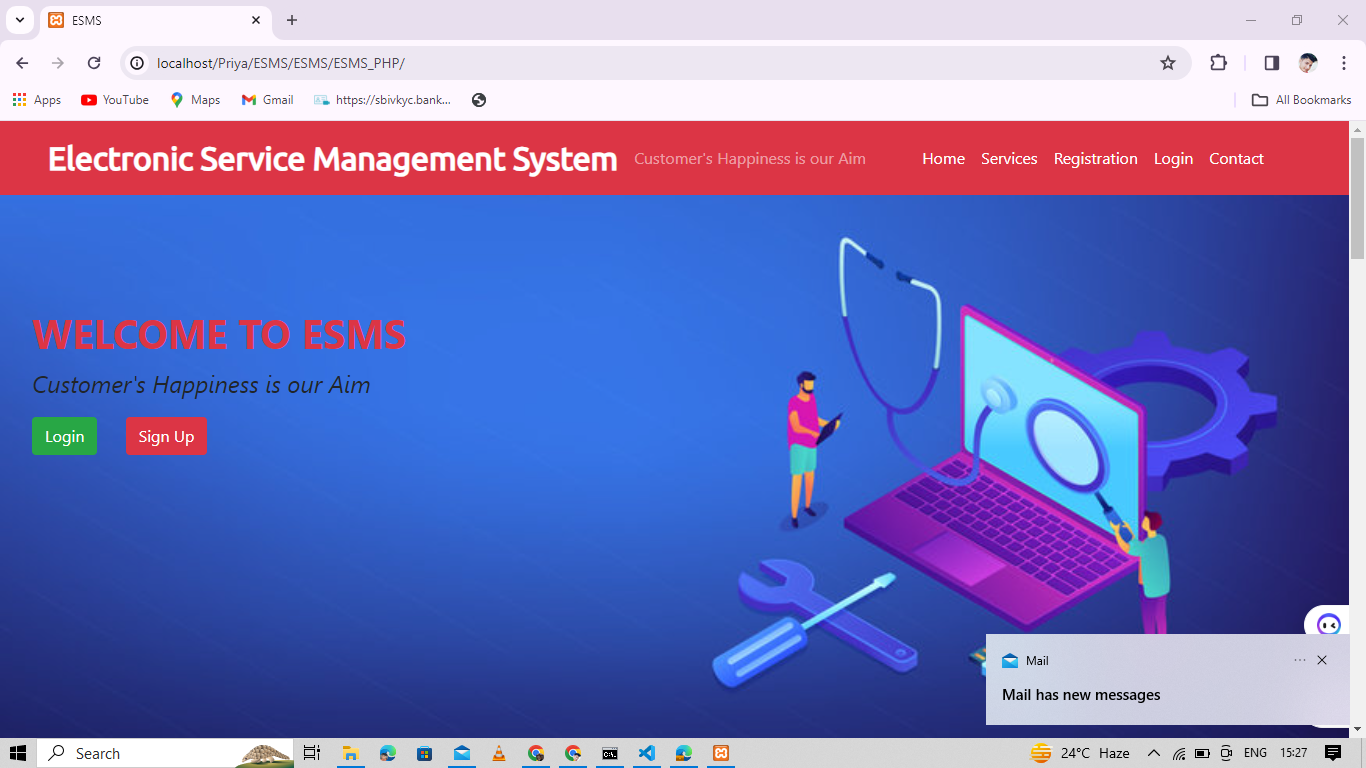 ESMS
localhost/Priya/ESMS/ESMS/ESMS_PHP/
Apps YouTube Maps Gmail https://sbivkyc.bank... All Bookmarks
Electronic Service Management System Customer's Happiness is our Aim Home Services Registration Login Contact
WELCOME TO ESMS
Customer's Happiness is our Aim
Login Sign Up
Mail
Mail has new messages
Search 24°C Haze ENG 15:27